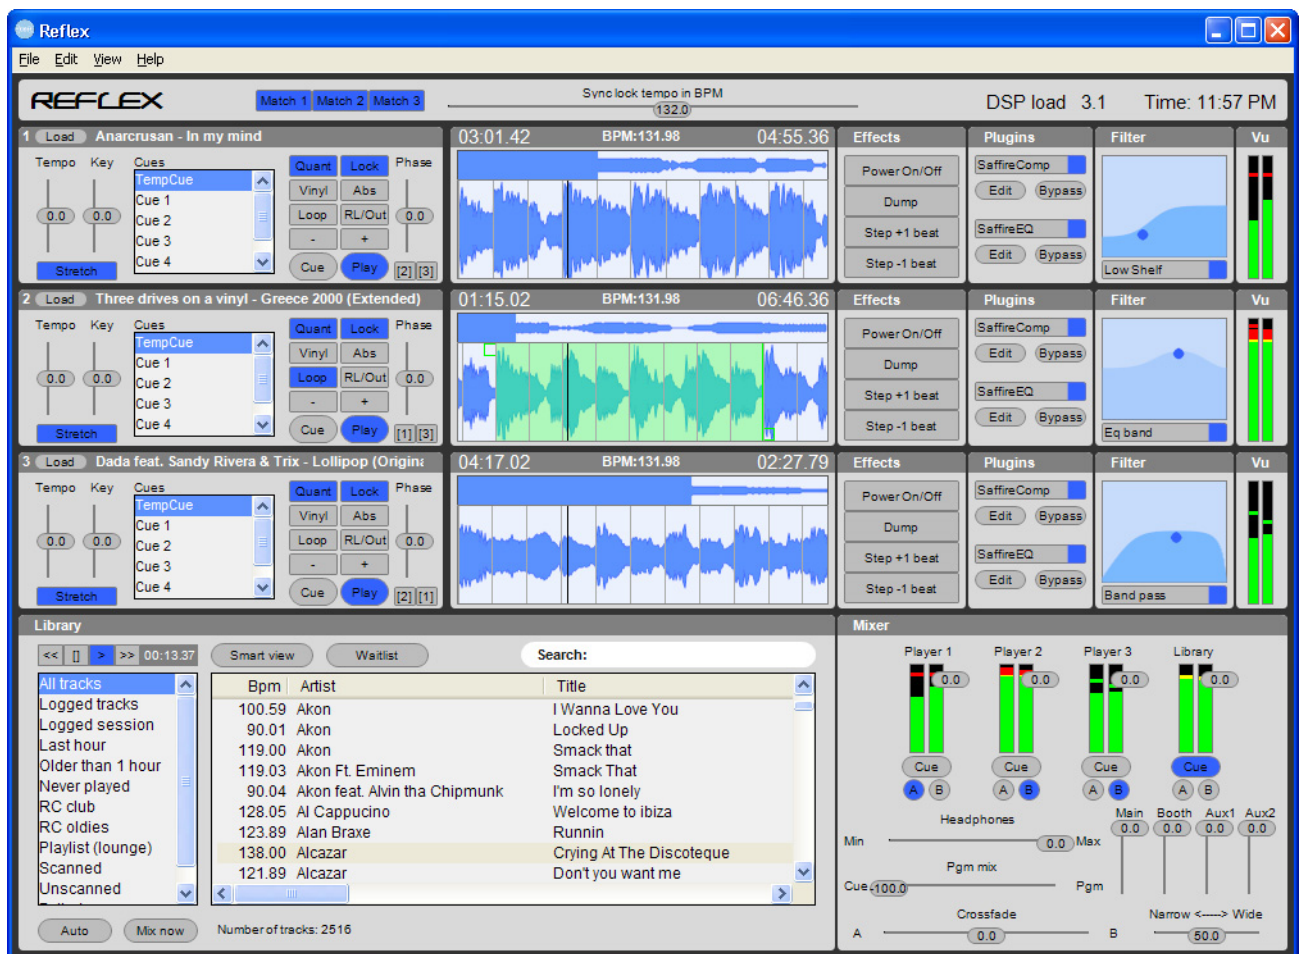 Reflex
File Edit View Help
REFLEX
Match 1 Match 2 Match 3
Sync lock tempo in BPM
132.0
DSP load 3.1 Time: 11:57 PM
1 Load Anarcrusan - In my mind
03:01.42 BPM:131.98 04:55.36
Effects Plugins Filter Vu
Tempo Key Cues Quant Lock Phase
TempCue
Cue 1
Cue 2
Cue 3
Cue 4
Vinyl Abs
0.0 0.0 Loop RL/Out 0.0
- +
Stretch Cue Play [2] [3]
Power On/Off
Dump
Step +1 beat
Step -1 beat
SaffireComp
Edit Bypass
SaffireEQ
Edit Bypass
Low Shelf
2 Load Three drives on a vinyl - Greece 2000 (Extended)
01:15.02 BPM:131.98 06:46.36
Effects Plugins Filter Vu
Tempo Key Cues Quant Lock Phase
TempCue
Cue 1
Cue 2
Cue 3
Cue 4
Vinyl Abs
0.0 0.0 Loop RL/Out 0.0
- +
Stretch Cue Play [1] [3]
Power On/Off
Dump
Step +1 beat
Step -1 beat
SaffireComp
Edit Bypass
SaffireEQ
Edit Bypass
Eq band
3 Load Dada feat. Sandy Rivera & Trix - Lollipop (Origina
04:17.02 BPM:131.98 02:27.79
Effects Plugins Filter Vu
Tempo Key Cues Quant Lock Phase
TempCue
Cue 1
Cue 2
Cue 3
Cue 4
Vinyl Abs
0.0 0.0 Loop RL/Out 0.0
- +
Stretch Cue Play [2] [1]
Power On/Off
Dump
Step +1 beat
Step -1 beat
SaffireComp
Edit Bypass
SaffireEQ
Edit Bypass
Band pass
Library
<< [] > >> 00:13.37 Smart view Waitlist Search:
All tracks
Logged tracks
Logged session
Last hour
Older than 1 hour
Never played
RC club
RC oldies
Playlist (lounge)
Scanned
Unscanned
Bpm Artist Title
100.59 Akon I Wanna Love You
90.01 Akon Locked Up
119.00 Akon Smack that
119.03 Akon Ft. Eminem Smack That
90.04 Akon feat. Alvin tha Chipmunk I'm so lonely
128.05 Al Cappucino Welcome to ibiza
123.89 Alan Braxe Runnin
138.00 Alcazar Crying At The Discoteque
121.89 Alcazar Don't you want me
Auto Mix now Number of tracks: 2516
Mixer
Player 1 Player 2 Player 3 Library
0.0 0.0 0.0 0.0
Cue Cue Cue Cue
A B A B A B A B
Headphones
Min 0.0 Max
Pgm mix
Cue -100.0 Pgm
Main Booth Aux1 Aux2
0.0 0.0 0.0 0.0
Crossfade
A 0.0 B
Narrow <-----> Wide
50.0